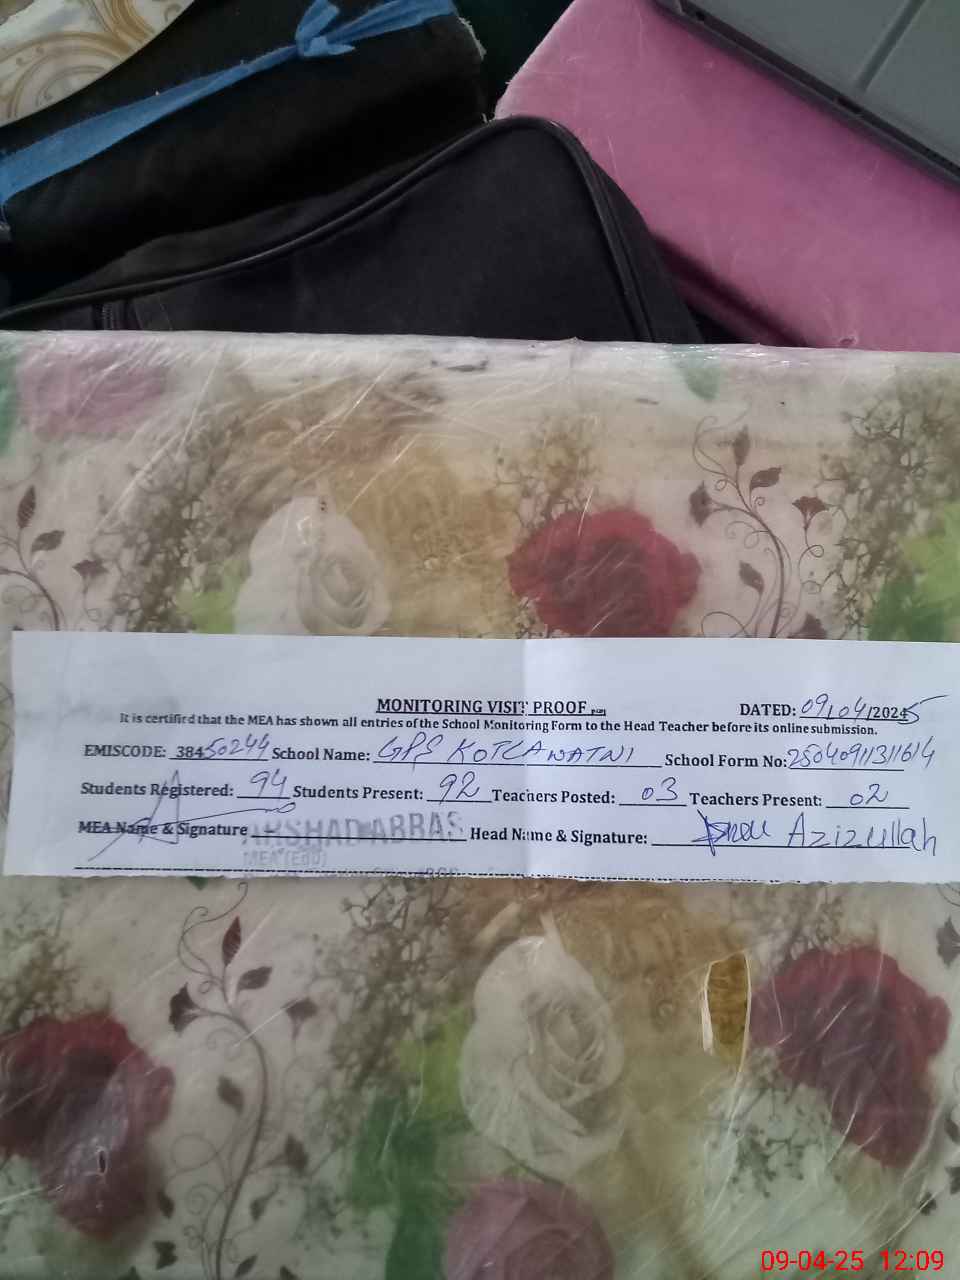 MONITORING VISIT PROOF
DATED: 09/04/2025
It is certifird that the MEA has shown all entries of the School Monitoring Form to the Head Teacher before its online submission.
EMISCODE: 38450244 School Name: GPS KOTLAWATNI School Form No: 25040911311614
Students Registered: 94 Students Present: 92 Teachers Posted: 03 Teachers Present: 02
MEA Name & Signature ARSHAD ABBAS Head Name & Signature: Azizullah
MEA (Edu)
09-04-25 12:09